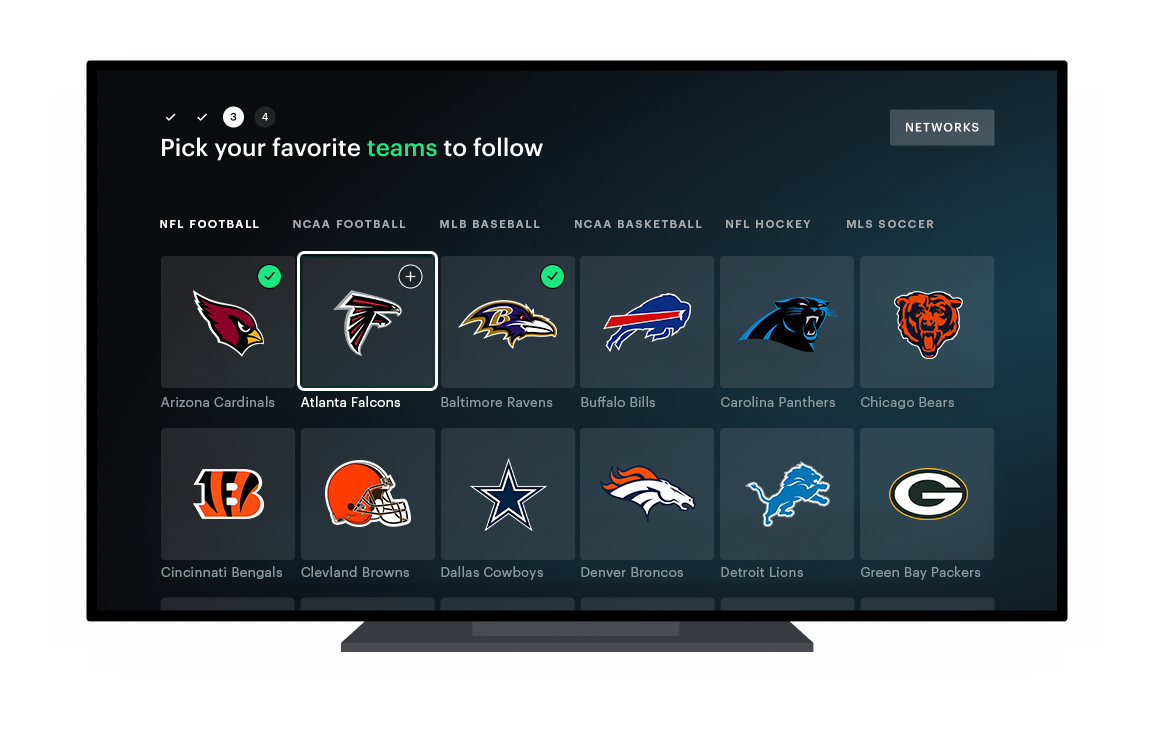 3 4
Pick your favorite teams to follow
NETWORKS
NFL FOOTBALL NCAA FOOTBALL MLB BASEBALL NCAA BASKETBALL NFL HOCKEY MLS SOCCER
B
Arizona Cardinals Atlanta Falcons Baltimore Ravens Buffalo Bills Carolina Panthers Chicago Bears
B G
Cincinnati Bengals Clevland Browns Dallas Cowboys Denver Broncos Detroit Lions Green Bay Packers